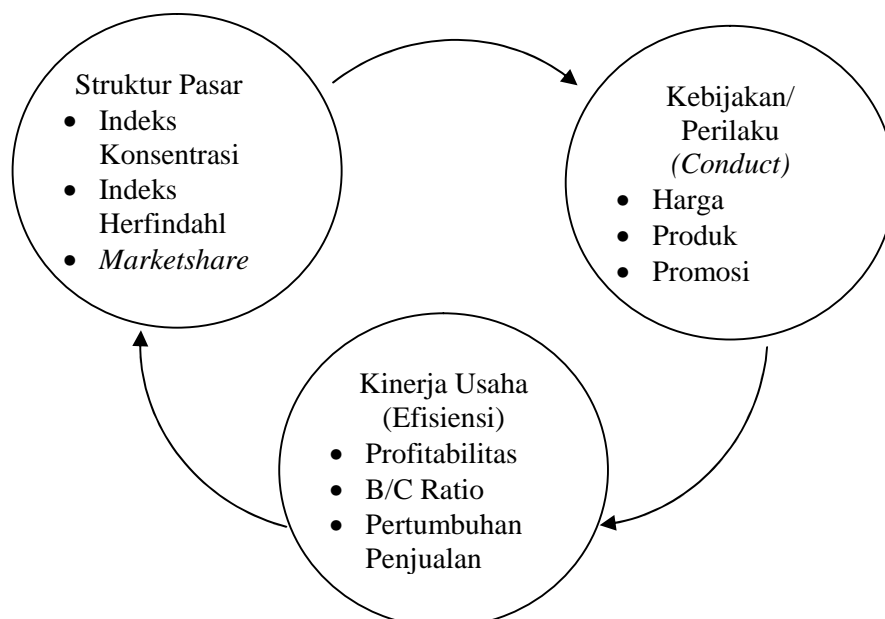 Struktur Pasar
• Indeks
Konsentrasi
• Indeks
Herfindahl
• Marketshare
Kebijakan/
Perilaku
(Conduct)
• Harga
• Produk
• Promosi
Kinerja Usaha
(Efisiensi)
• Profitabilitas
• B/C Ratio
• Pertumbuhan
Penjualan